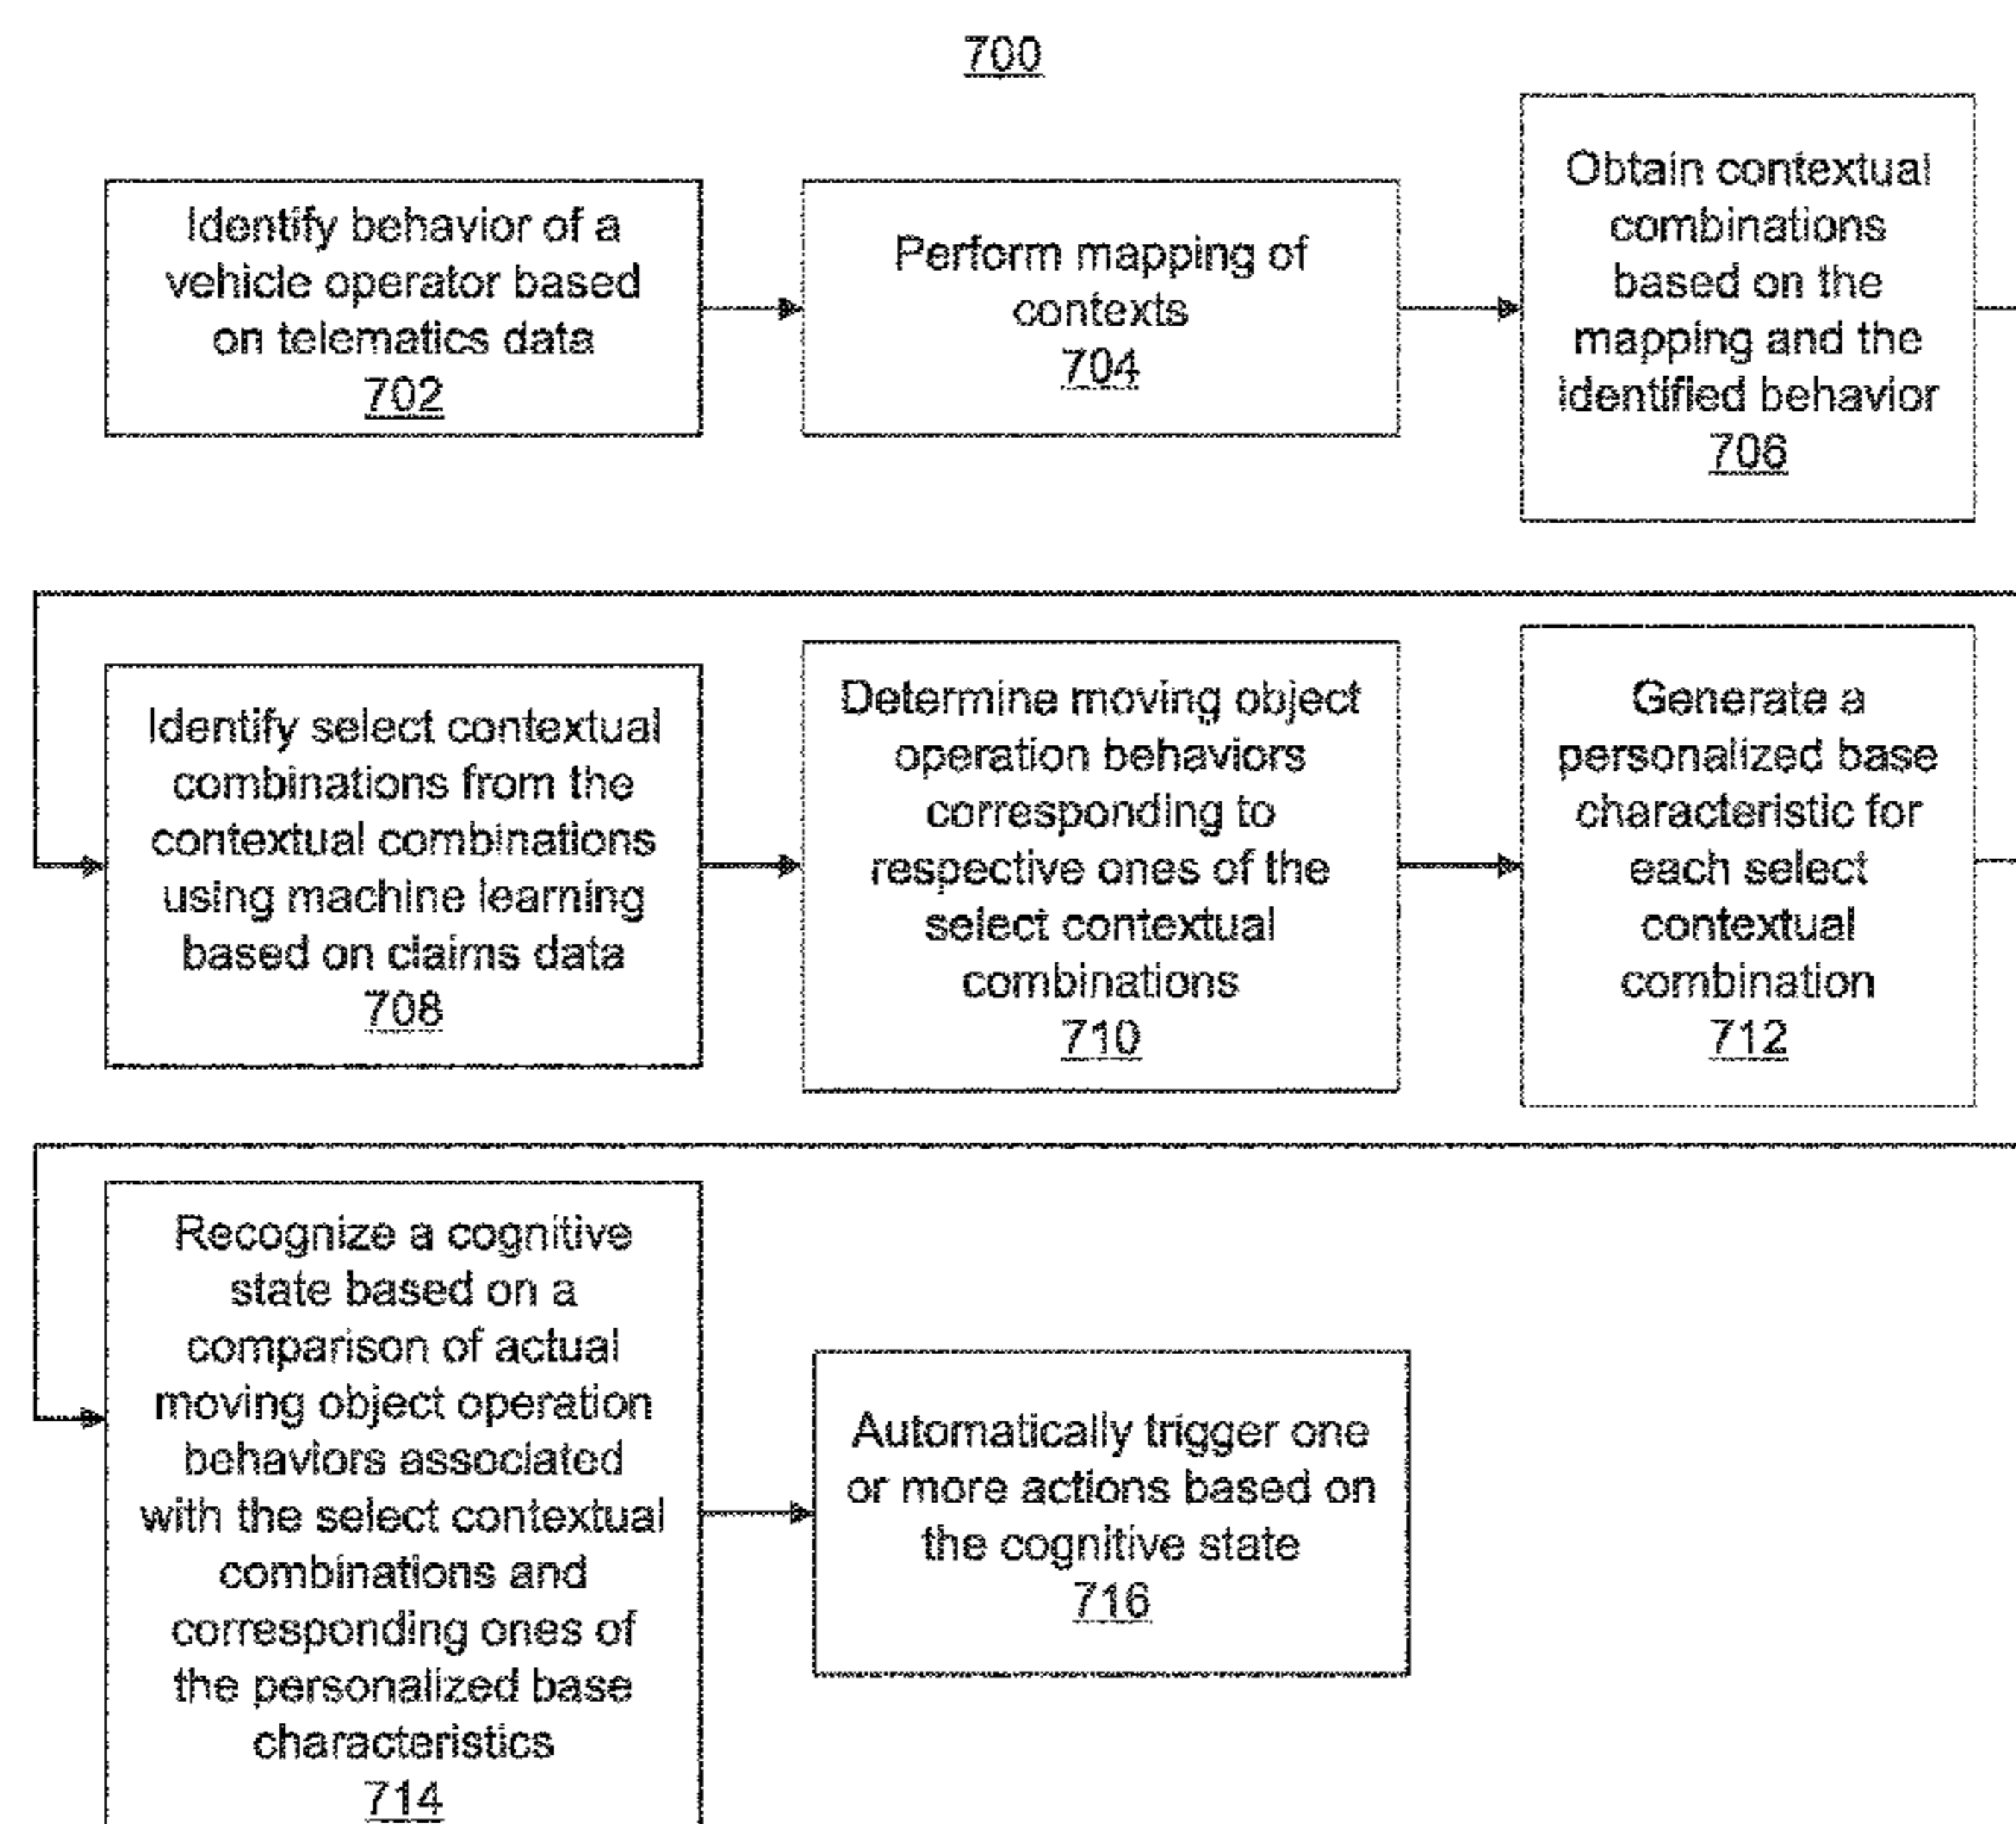 700
Identify behavior of a
vehicle operator based
on telematics data
702
Perform mapping of
contexts
704
Obtain contextual
combinations
based on the
mapping and the
identified behavior
706
Identify select contextual
combinations from the
contextual combinations
using machine learning
based on claims data
708
Determine moving object
operation behaviors
corresponding to
respective ones of the
select contextual
combinations
710
Generate a
personalized base
characteristic for
each select
contextual
combination
712
Recognize a cognitive
state based on a
comparison of actual
moving object operation
behaviors associated
with the select contextual
combinations and
corresponding ones of
the personalized base
characteristics
714
Automatically trigger one
or more actions based on
the cognitive state
716